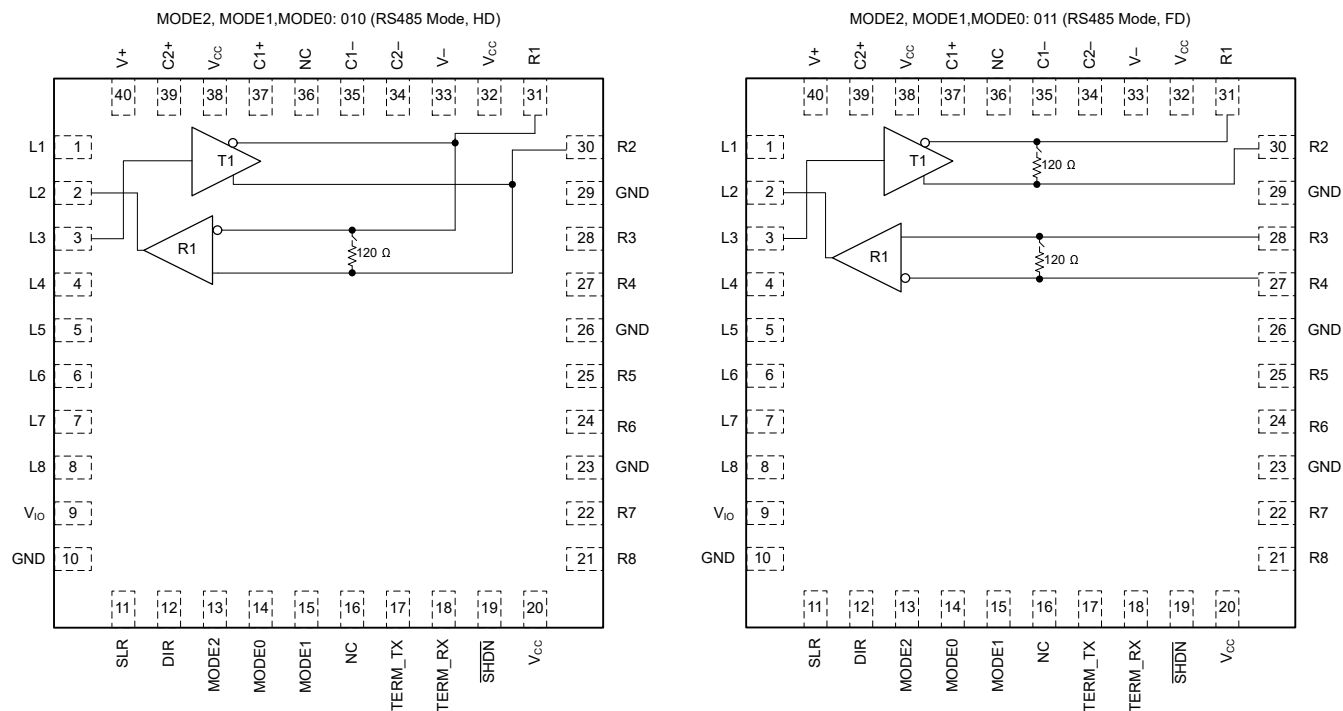 MODE2, MODE1,MODE0: 010 (RS485 Mode, HD)
V+ C2+ VCC C1+ NC C1– C2– V– VCC R1
40 39 38 37 36 35 34 33 32 31
L1 1 T1 30 R2
L2 2 29 GND
L3 3 R1 120 Ω 28 R3
L4 4 27 R4
L5 5 26 GND
L6 6 25 R5
L7 7 24 R6
L8 8 23 GND
VIO 9 22 R7
GND 10 21 R8
11 12 13 14 15 16 17 18 19 20
SLR DIR MODE2 MODE0 MODE1 NC TERM_TX TERM_RX SHDN VCC
MODE2, MODE1,MODE0: 011 (RS485 Mode, FD)
V+ C2+ VCC C1+ NC C1– C2– V– VCC R1
40 39 38 37 36 35 34 33 32 31
L1 1 T1 120 Ω 30 R2
L2 2 29 GND
L3 3 R1 120 Ω 28 R3
L4 4 27 R4
L5 5 26 GND
L6 6 25 R5
L7 7 24 R6
L8 8 23 GND
VIO 9 22 R7
GND 10 21 R8
11 12 13 14 15 16 17 18 19 20
SLR DIR MODE2 MODE0 MODE1 NC TERM_TX TERM_RX SHDN VCC